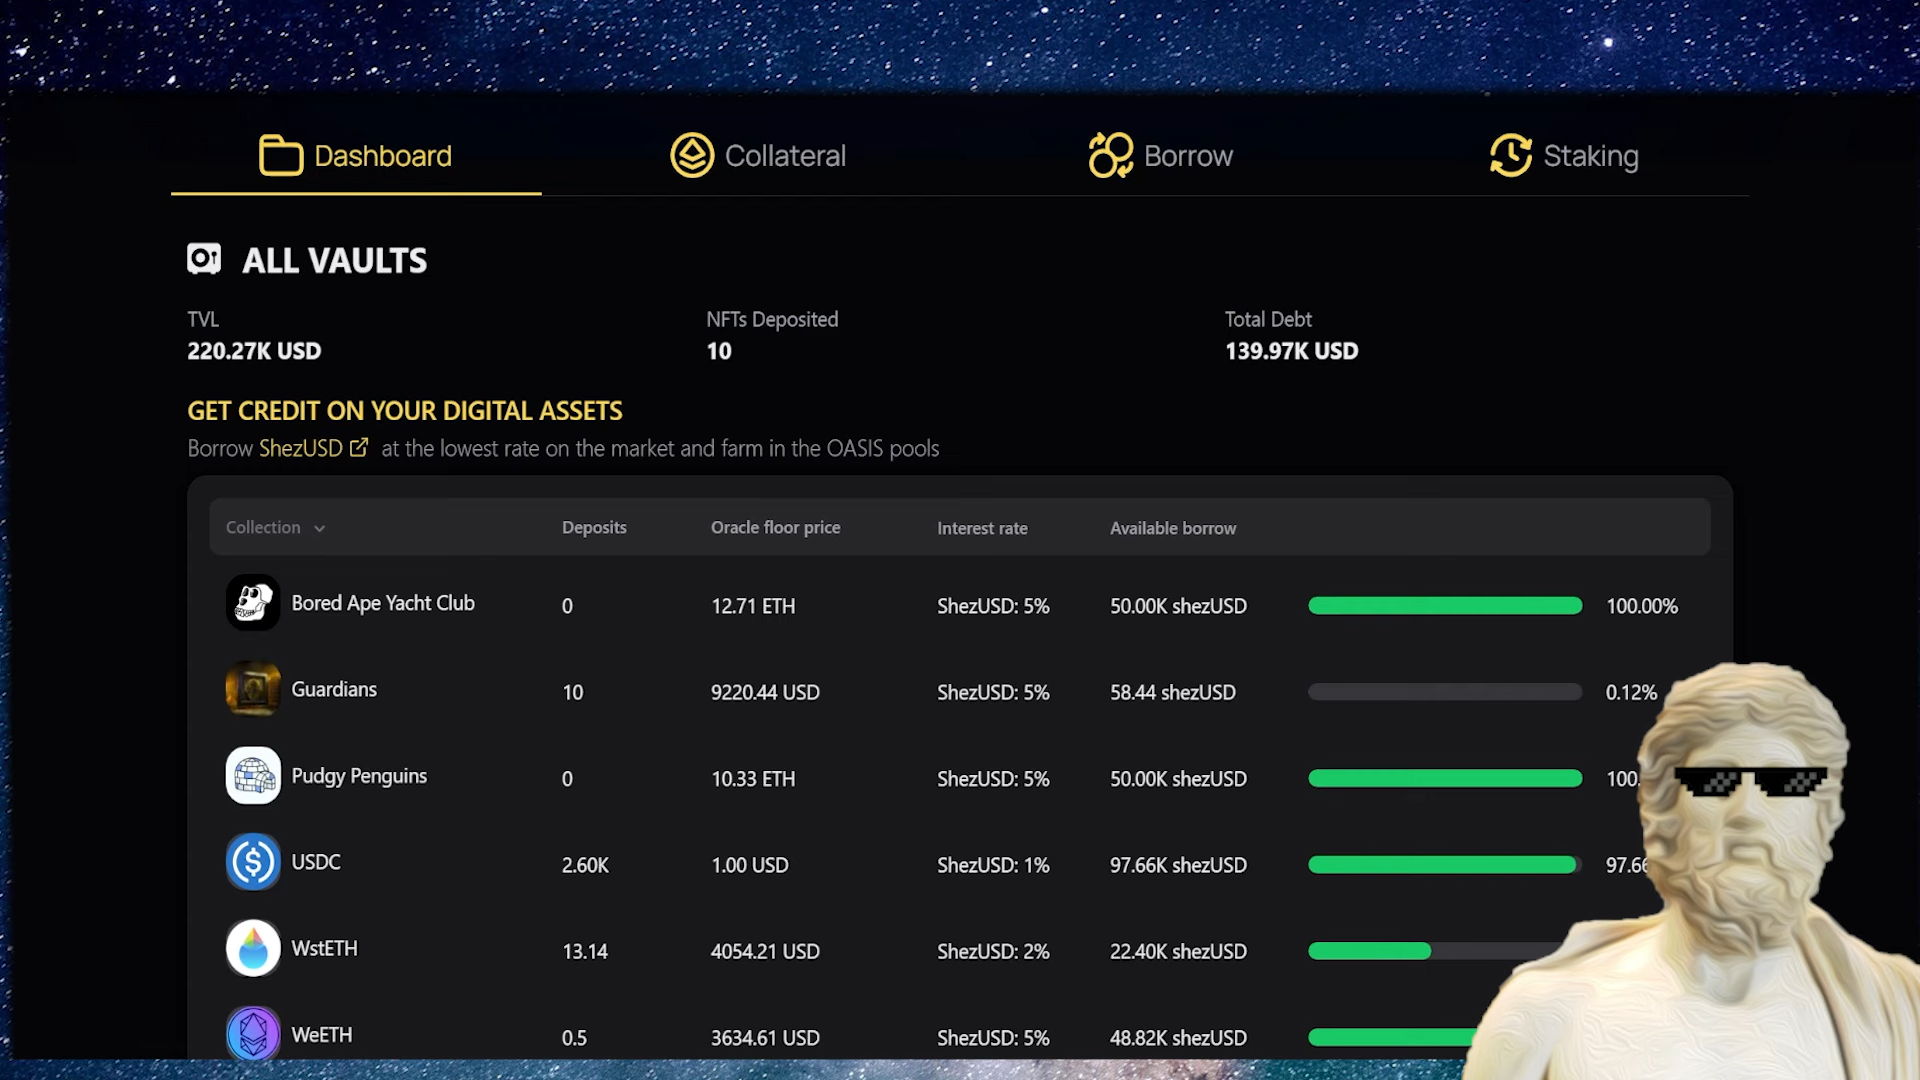 Dashboard
Collateral
Borrow
Staking
ALL VAULTS
TVL
NFTs Deposited
Total Debt
220.27K USD
10
139.97K USD
GET CREDIT ON YOUR DIGITAL ASSETS
Borrow ShezUSD at the lowest rate on the market and farm in the OASIS pools
Collection Deposits Oracle floor price Interest rate Available borrow
Bored Ape Yacht Club 0 12.71 ETH ShezUSD: 5% 50.00K shezUSD 100.00%
Guardians 10 9220.44 USD ShezUSD: 5% 58.44 shezUSD 0.12%
Pudgy Penguins 0 10.33 ETH ShezUSD: 5% 50.00K shezUSD 100.
USDC 2.60K 1.00 USD ShezUSD: 1% 97.66K shezUSD 97.66
WstETH 13.14 4054.21 USD ShezUSD: 2% 22.40K shezUSD
WeETH 0.5 3634.61 USD ShezUSD: 5% 48.82K shezUSD